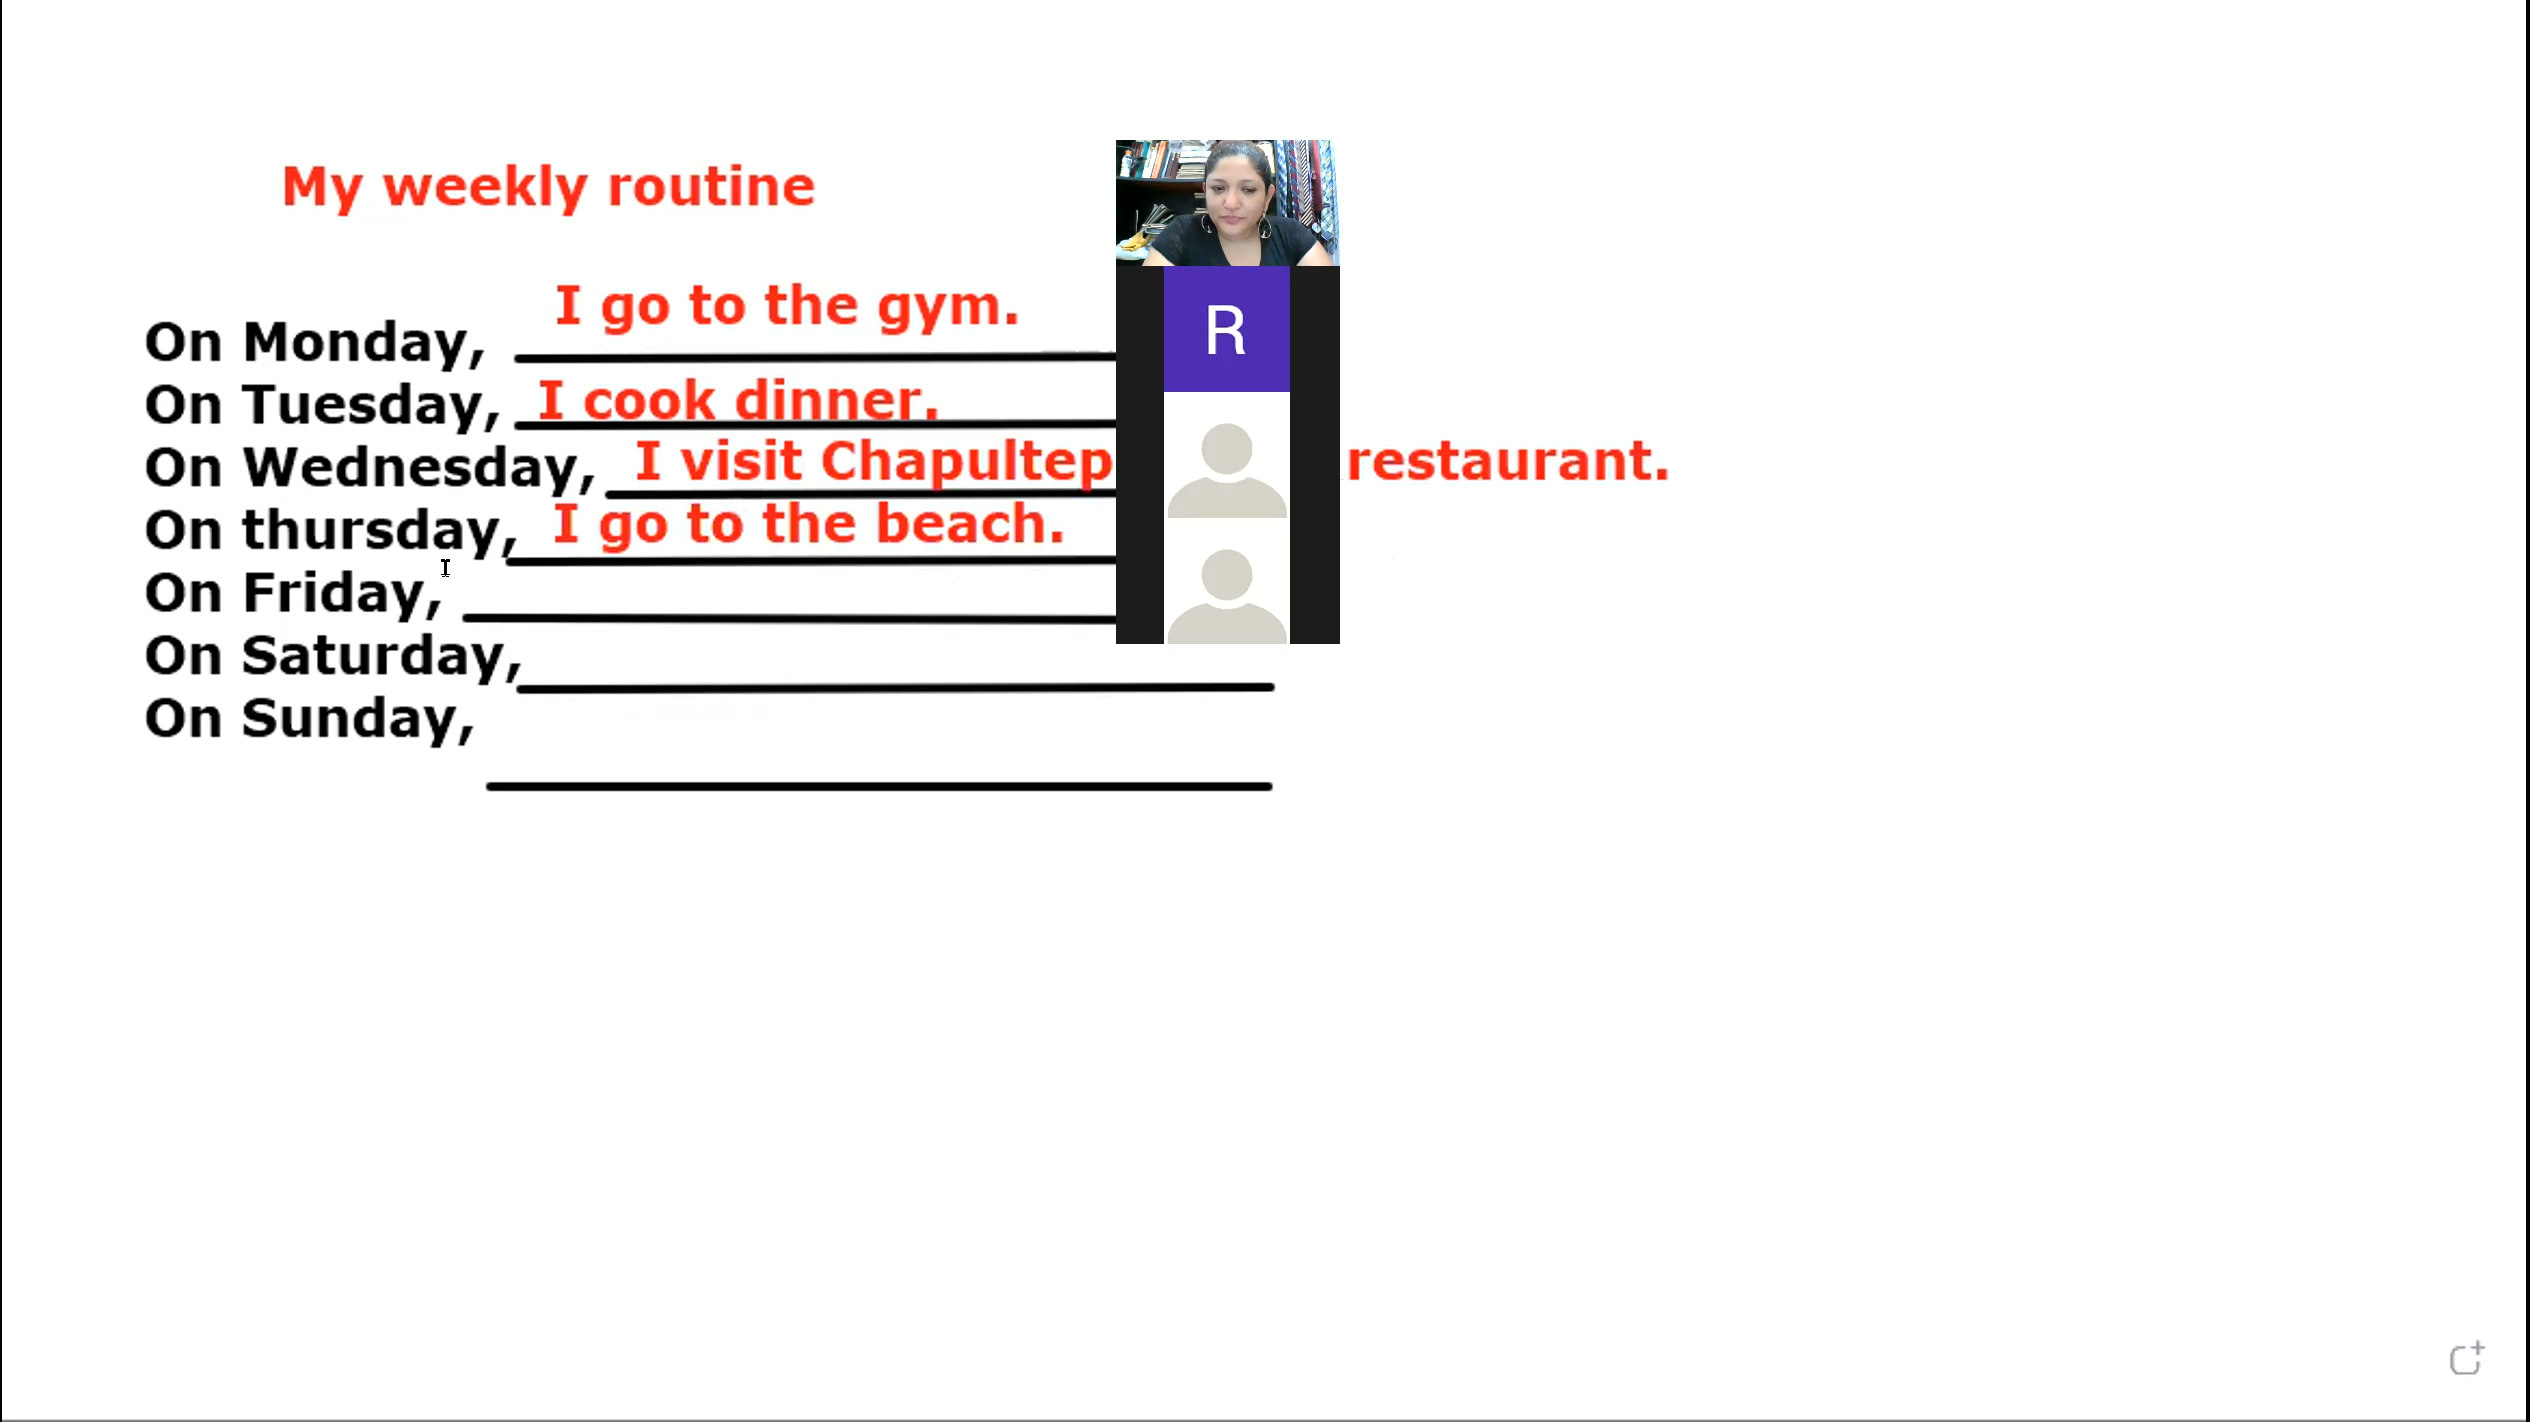 My weekly routine
On Monday, I go to the gym.
On Tuesday, I cook dinner.
On Wednesday, I visit Chapultep restaurant.
On thursday, I go to the beach.
On Friday,
On Saturday,
On Sunday,
R